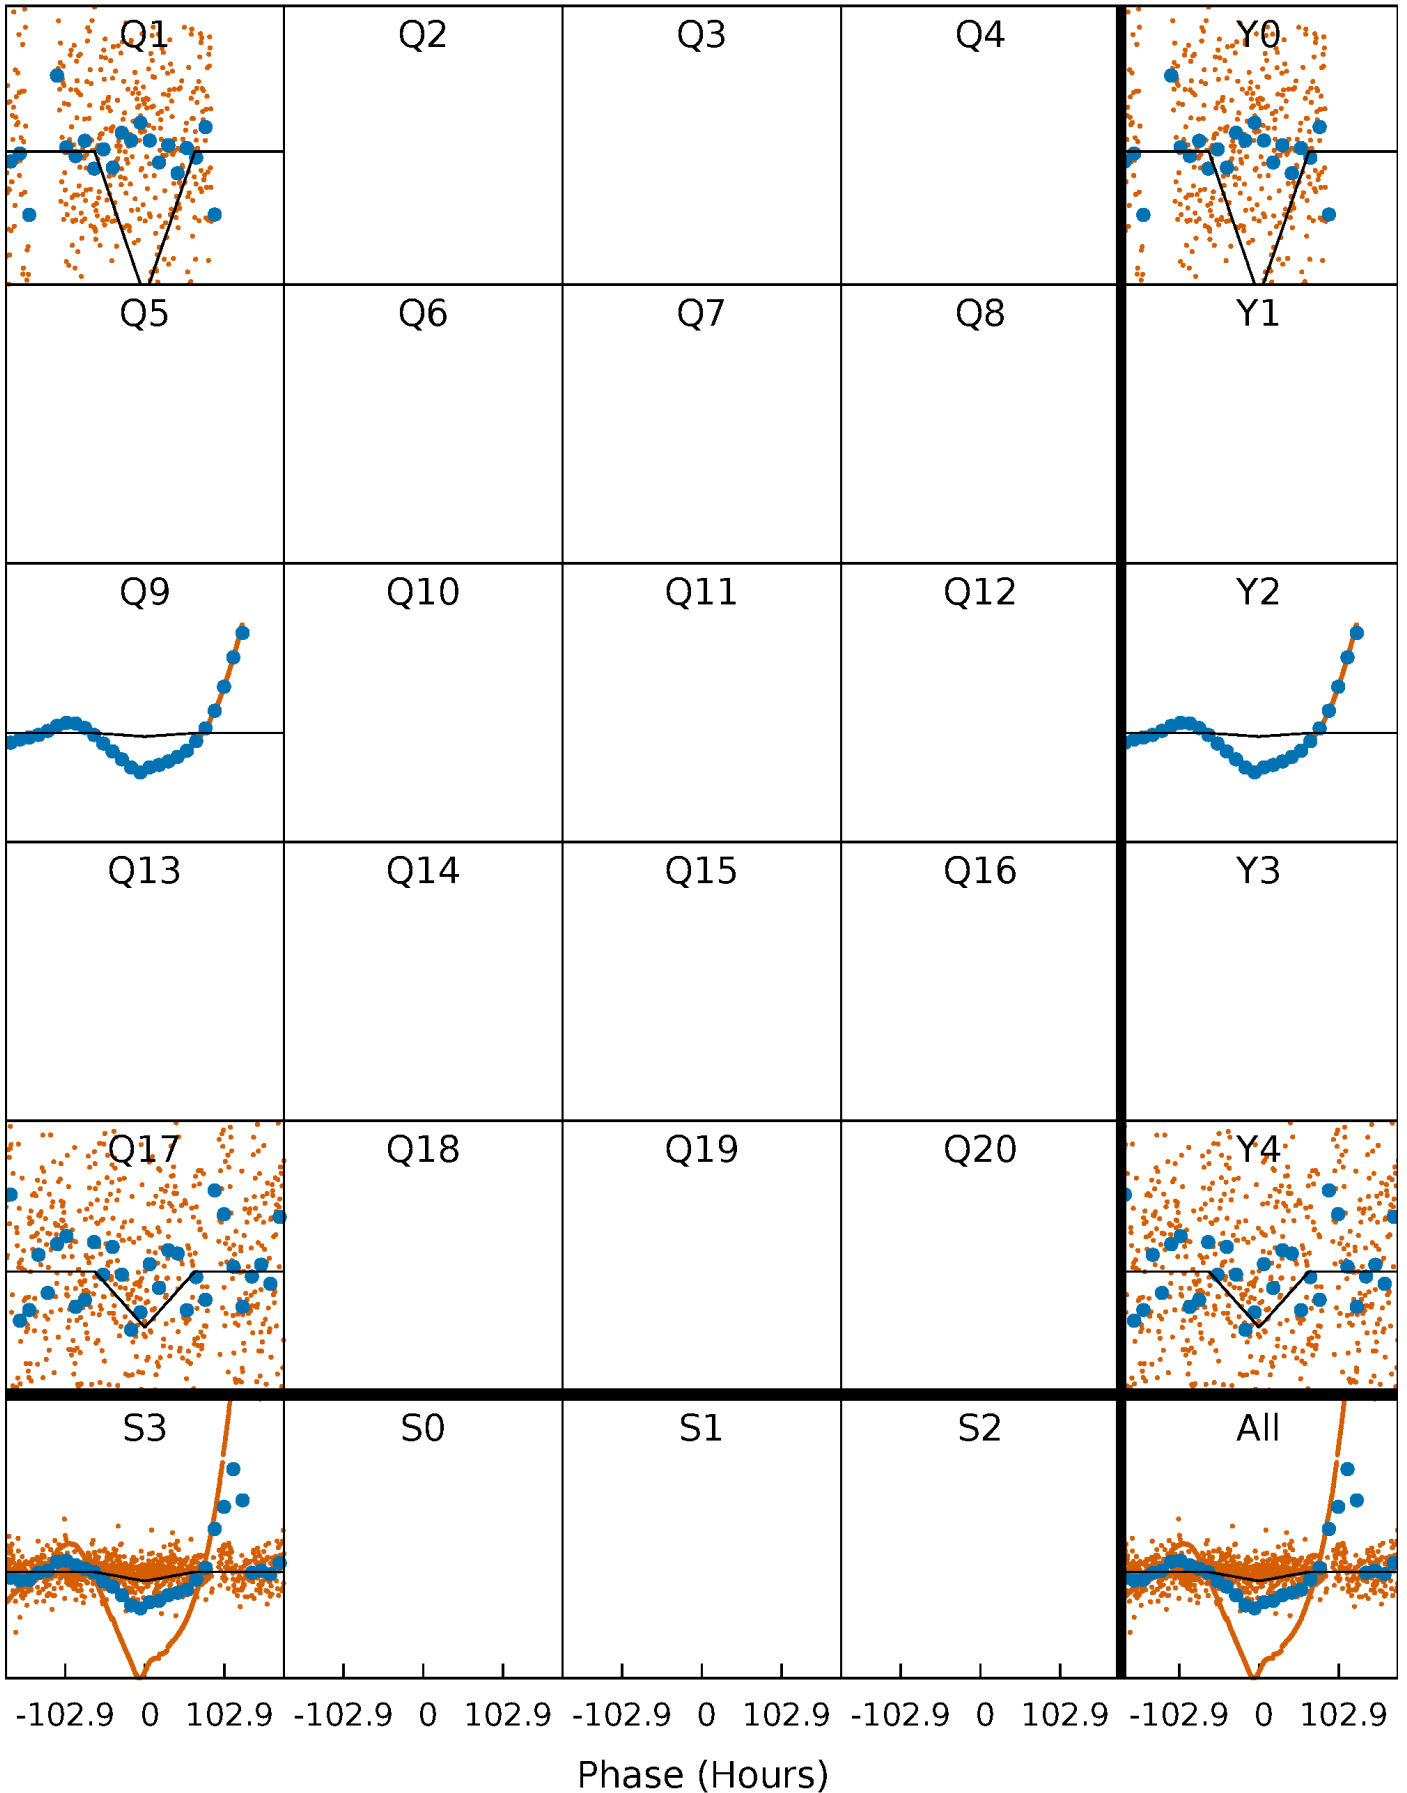 Q1 Q2 Q3 Q4 Y0
Q5 Q6 Q7 Q8 Y1
Q9 Q10 Q11 Q12 Y2
Q13 Q14 Q15 Q16 Y3
Q17 Q18 Q19 Q20 Y4
S3 S0 S1 S2 All
-102.9 0 102.9 -102.9 0 102.9 -102.9 0 102.9 -102.9 0 102.9 -102.9 0 102.9
Phase (Hours)